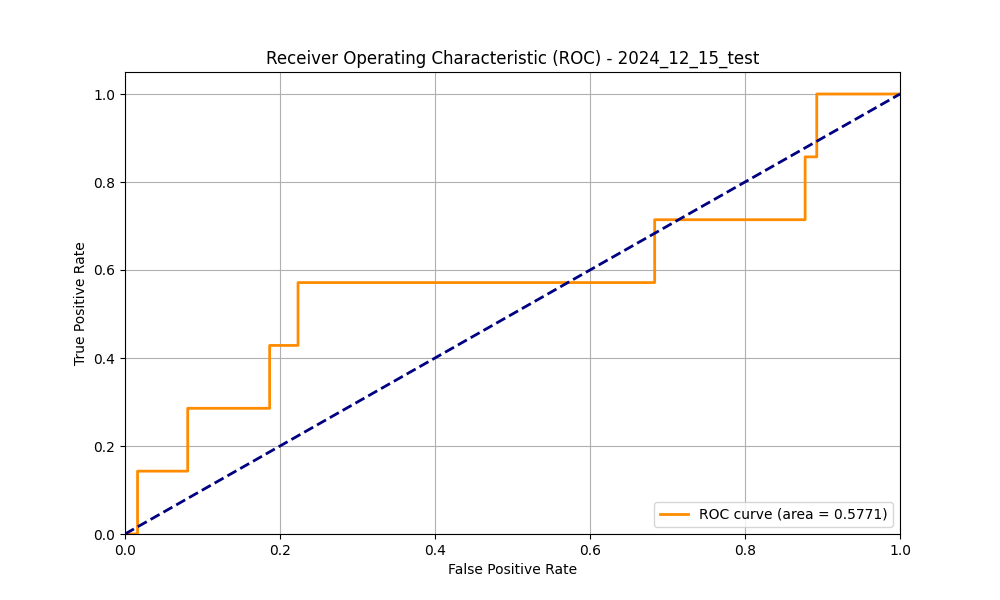 Receiver Operating Characteristic (ROC) - 2024_12_15_test
True Positive Rate
1.0
0.8
0.6
0.4
0.2
0.0
0.0 0.2 0.4 0.6 0.8 1.0
False Positive Rate
ROC curve (area = 0.5771)